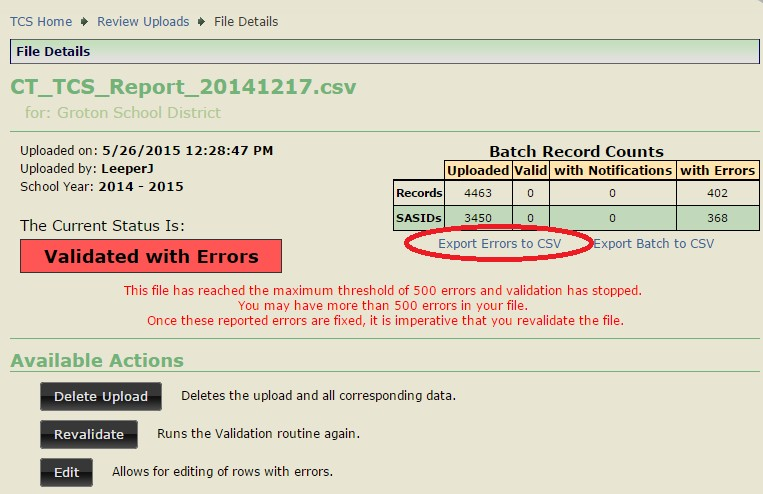 TCS Home Review Uploads File Details
File Details
CT_TCS_Report_20141217.csv
for: Groton School District
Uploaded on: 5/26/2015 12:28:47 PM
Uploaded by: LeeperJ
School Year: 2014 - 2015
The Current Status Is:
Validated with Errors
Batch Record Counts
Uploaded Valid with Notifications with Errors
Records 4463 0 0 402
SASIDs 3450 0 0 368
Export Errors to CSV Export Batch to CSV
This file has reached the maximum threshold of 500 errors and validation has stopped.
You may have more than 500 errors in your file.
Once these reported errors are fixed, it is imperative that you revalidate the file.
Available Actions
Delete Upload Deletes the upload and all corresponding data.
Revalidate Runs the Validation routine again.
Edit Allows for editing of rows with errors.